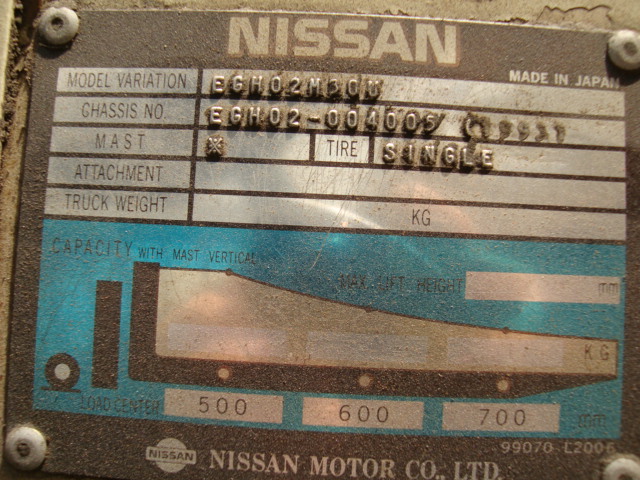 NISSAN
MADE IN JAPAN
MODEL VARIATION EGH02M30U
CHASSIS NO. EGH02-004005
MAST * TIRE SINGLE
ATTACHMENT
TRUCK WEIGHT KG
CAPACITY WITH MAST VERTICAL
MAX. LIFT HEIGHT mm
KG
LOAD CENTER 500 600 700 mm
99070 L2006
NISSAN NISSAN MOTOR CO., LTD.